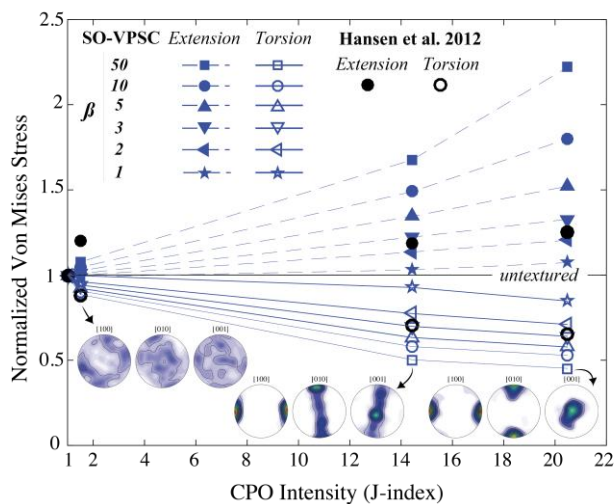 SO-VPSC Extension Torsion Hansen et al. 2012
50 Extension Torsion
10
β 5
3
2
1
2.5
2
1.5
1
0.5
0
Normalized Von Mises Stress
untextured
[100] [010] [001]
[100] [010] [001] [100] [010] [001]
1 2 4 6 8 10 12 14 16 18 20 22
CPO Intensity (J-index)